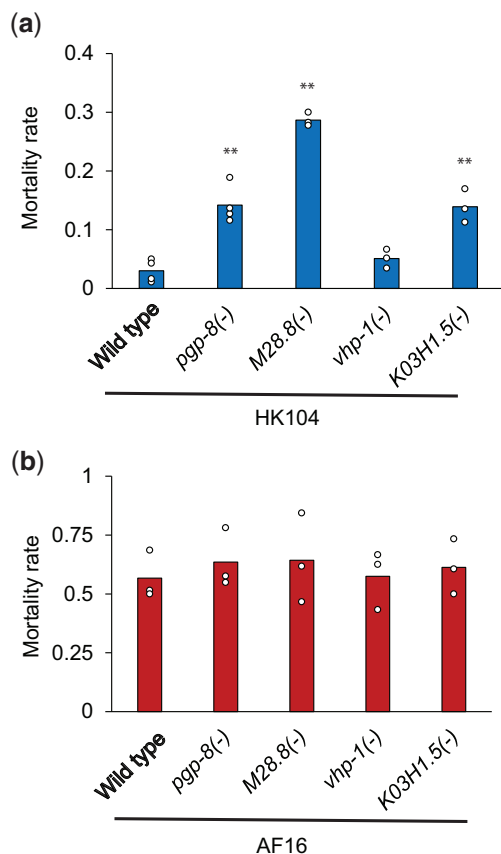 (a)
Mortality rate
0.4
0.3
0.2
0.1
0
**
**
**
Wild type
pgp-8(-)
M28.8(-)
vhp-1(-)
K03H1.5(-)
HK104
(b)
Mortality rate
1
0.75
0.5
0.25
0
Wild type
pgp-8(-)
M28.8(-)
vhp-1(-)
K03H1.5(-)
AF16